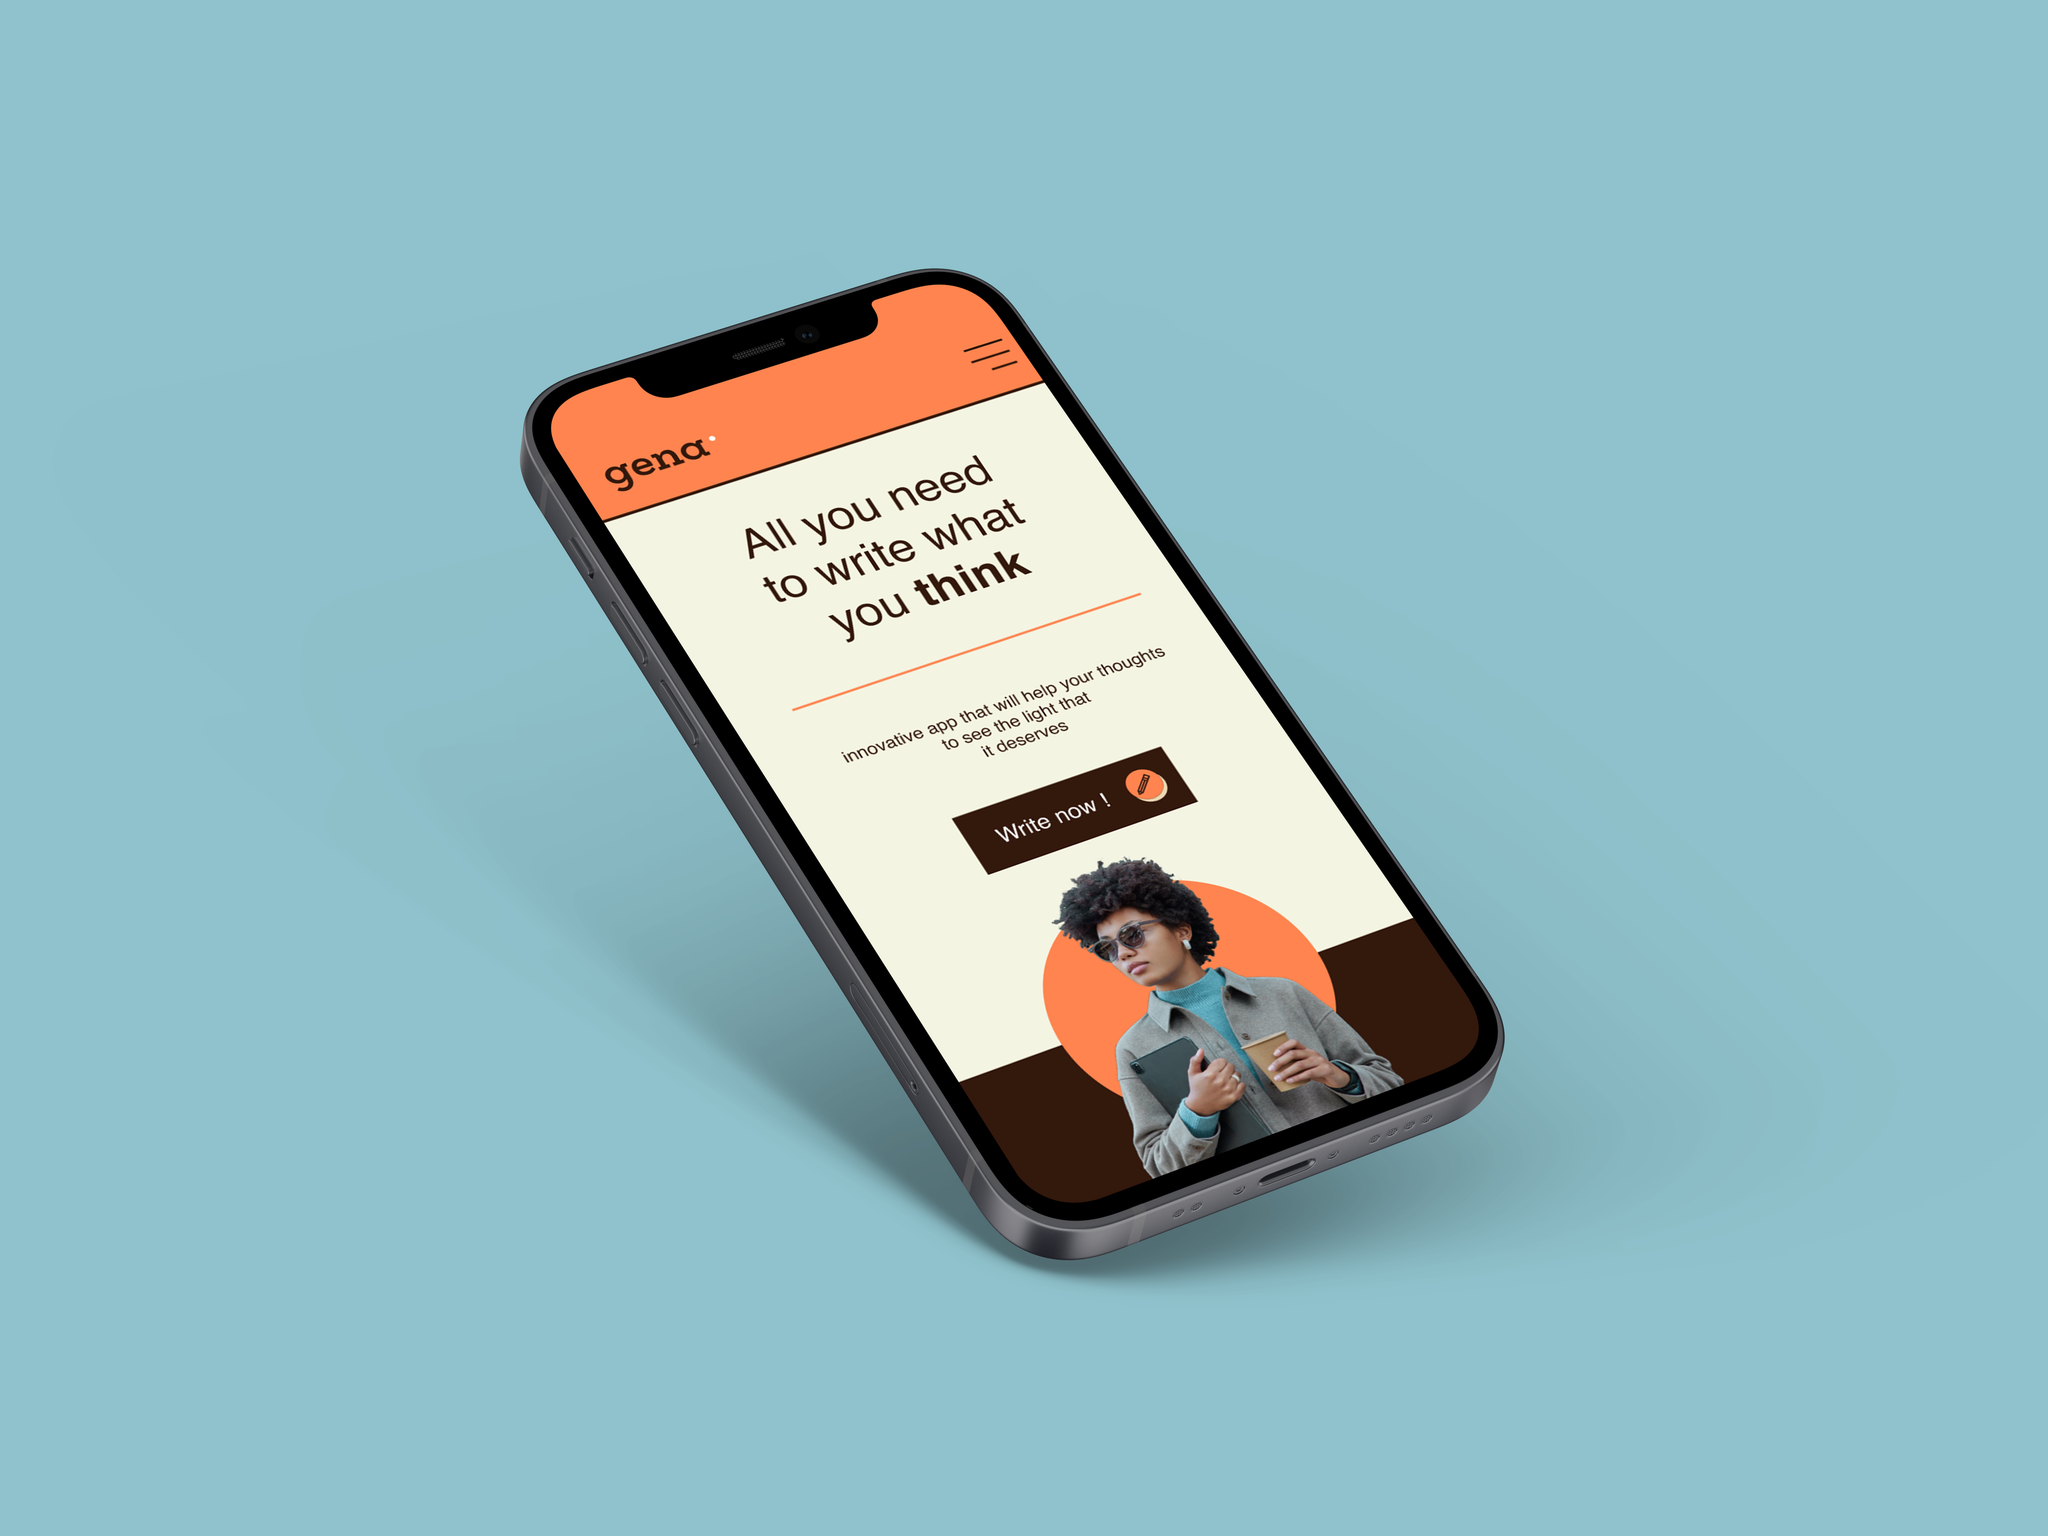 gena
All you need
to write what
you think
innovative app that will help your thoughts
to see the light that
it deserves
Write now !